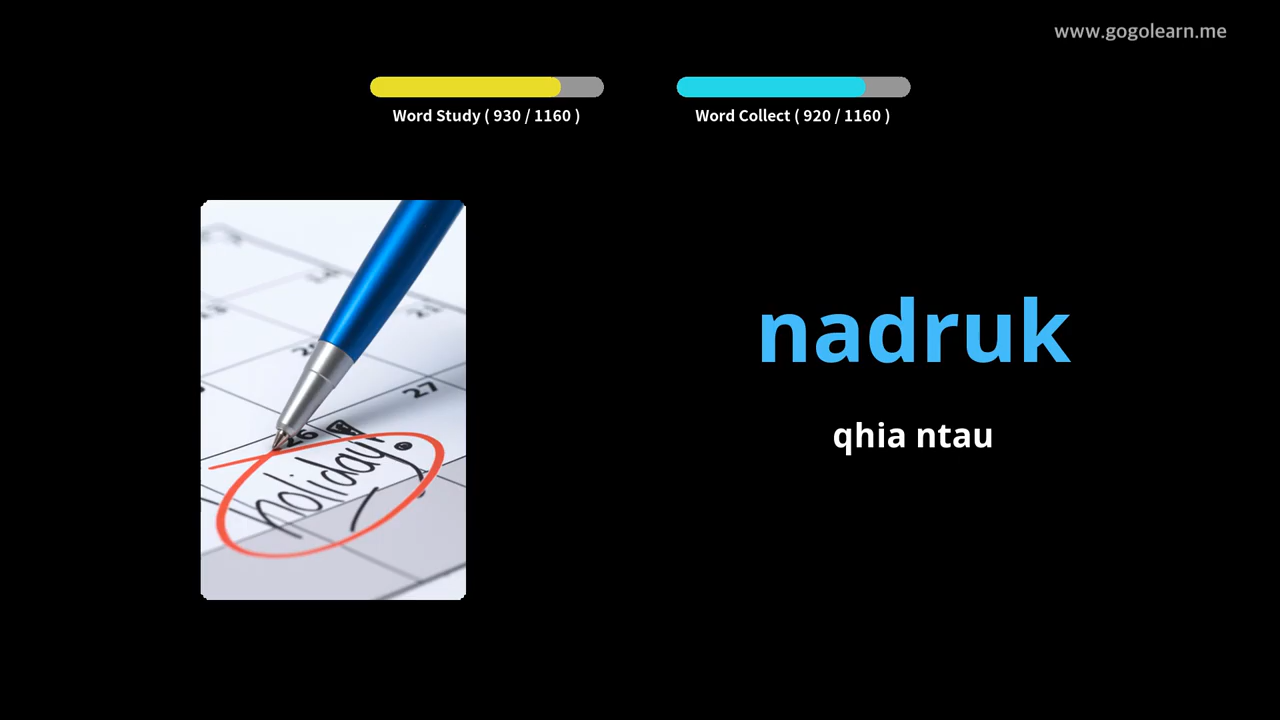 www.gogolearn.me
Word Study ( 930 / 1160 )
Word Collect ( 920 / 1160 )
nadruk
qhia ntau
27
26
holiday!